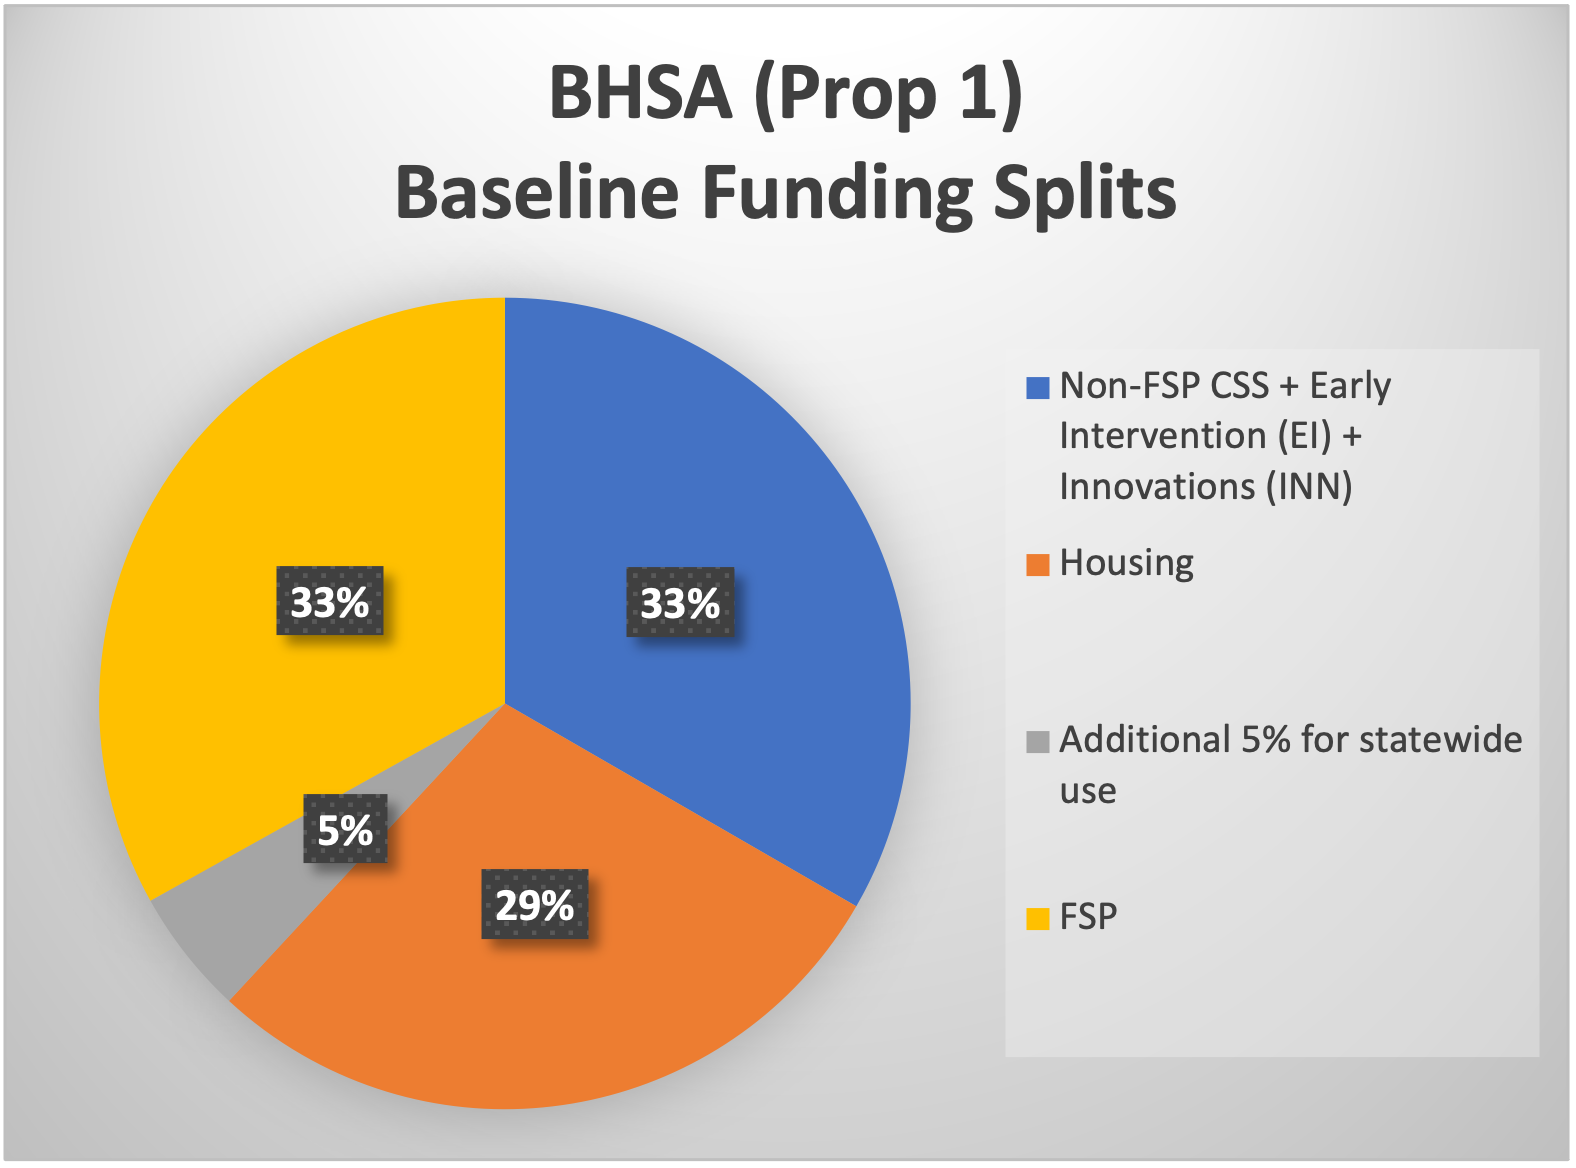 BHSA (Prop 1)
Baseline Funding Splits
33%
33%
5%
29%
Non-FSP CSS + Early
Intervention (EI) +
Innovations (INN)
Housing
Additional 5% for statewide
use
FSP